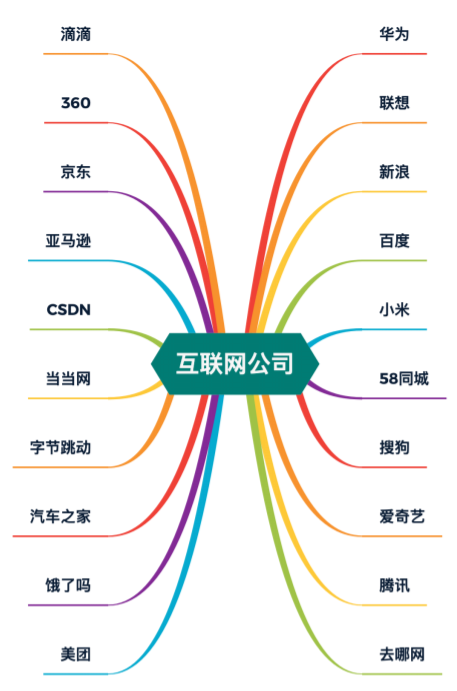 互联网公司
华为
联想
新浪
百度
小米
58同城
搜狗
爱奇艺
腾讯
去哪网
滴滴
360
京东
亚马逊
CSDN
当当网
字节跳动
汽车之家
饿了吗
美团